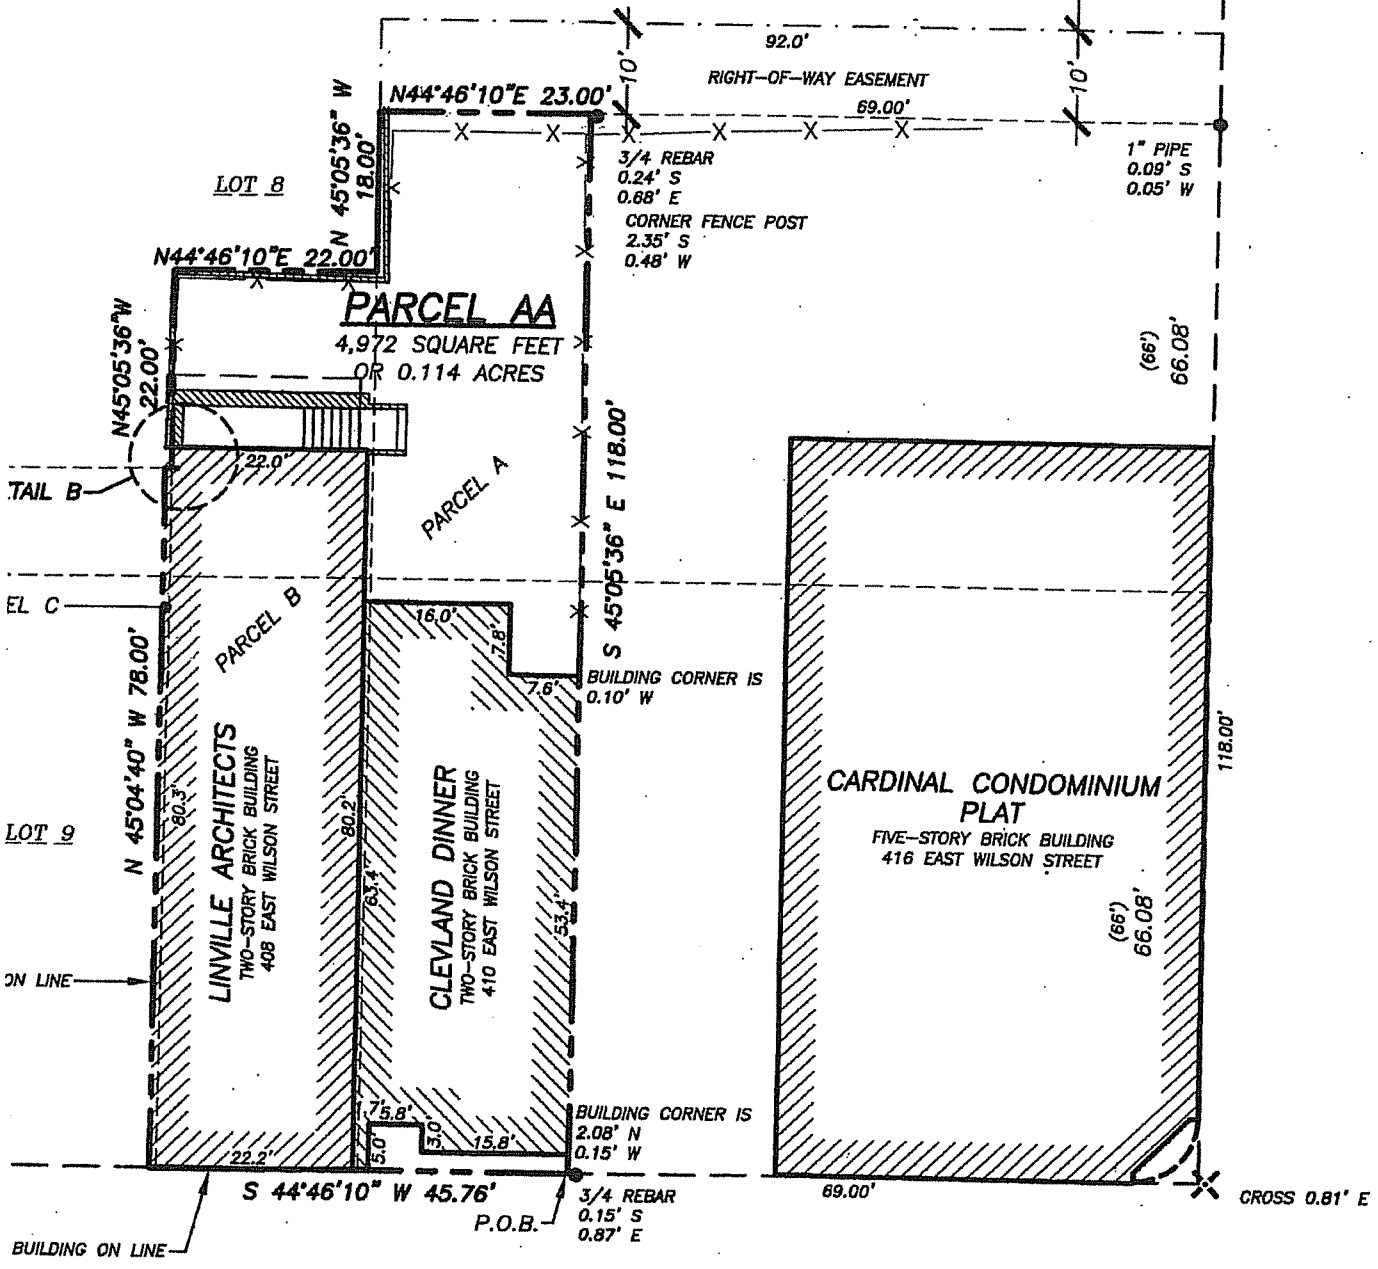 92.0'
10'
10'
RIGHT-OF-WAY EASEMENT
69.00'
N44°46'10"E 23.00'
N 45°05'36" W
18.00'
3/4 REBAR
0.24' S
0.68' E
CORNER FENCE POST
2.35' S
0.48' W
1" PIPE
0.09' S
0.05' W
LOT 8
N44°46'10"E 22.00'
PARCEL AA
4,972 SQUARE FEET
OR 0.114 ACRES
N45°05'36"W
22.00'
(66')
66.08'
22.0'
TAIL B
PARCEL A
S 45°05'36" E 118.00'
EL C
PARCEL B
16.0'
7.8'
7.6'
BUILDING CORNER IS
0.10' W
N 45°04'40" W 78.00'
LOT 9
80.3'
LINVILLE ARCHITECTS
TWO-STORY BRICK BUILDING
408 EAST WILSON STREET
80.2'
63.4'
CLEVLAND DINNER
TWO-STORY BRICK BUILDING
410 EAST WILSON STREET
53.4'
CARDINAL CONDOMINIUM
PLAT
FIVE-STORY BRICK BUILDING
416 EAST WILSON STREET
118.00'
(66')
66.08'
ON LINE
1.7'
5.8'
5.0'
3.0'
15.8'
BUILDING CORNER IS
2.08' N
0.15' W
22.2'
S 44°46'10" W 45.76'
P.O.B.
3/4 REBAR
0.15' S
0.87' E
69.00'
CROSS 0.81' E
BUILDING ON LINE